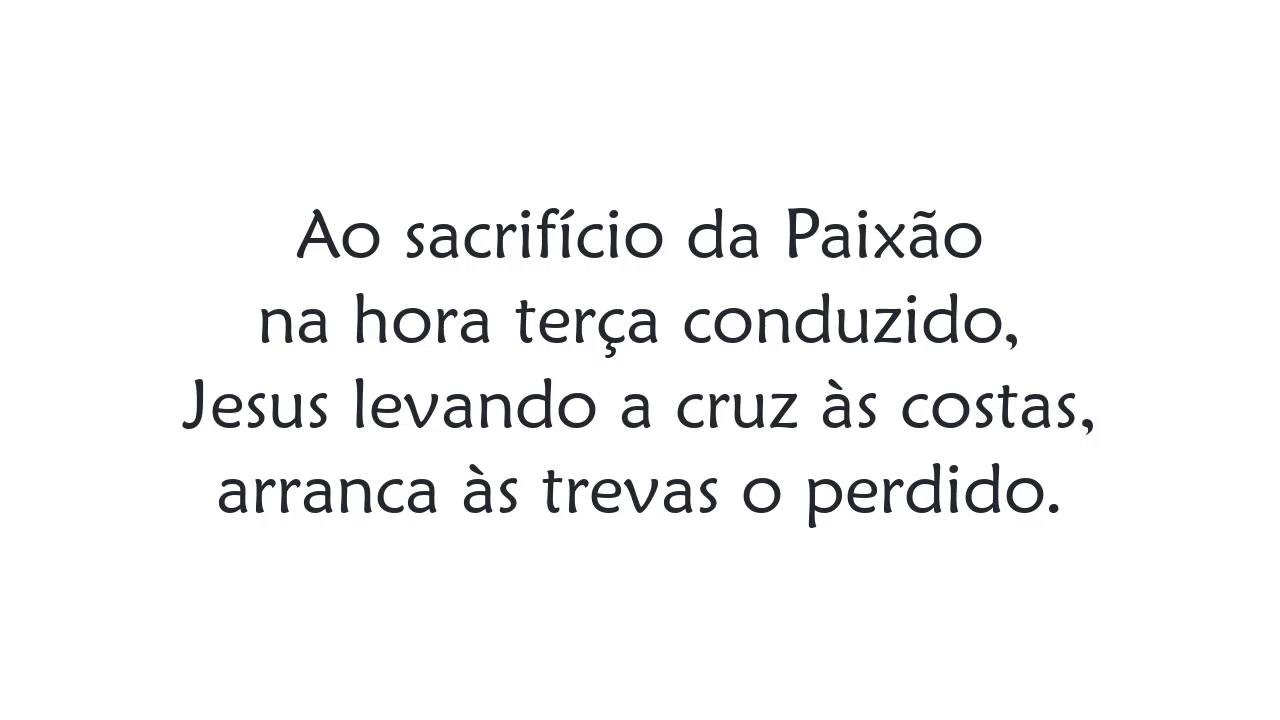 Ao sacrifício da Paixão
na hora terça conduzido,
Jesus levando a cruz às costas,
arranca às trevas o perdido.